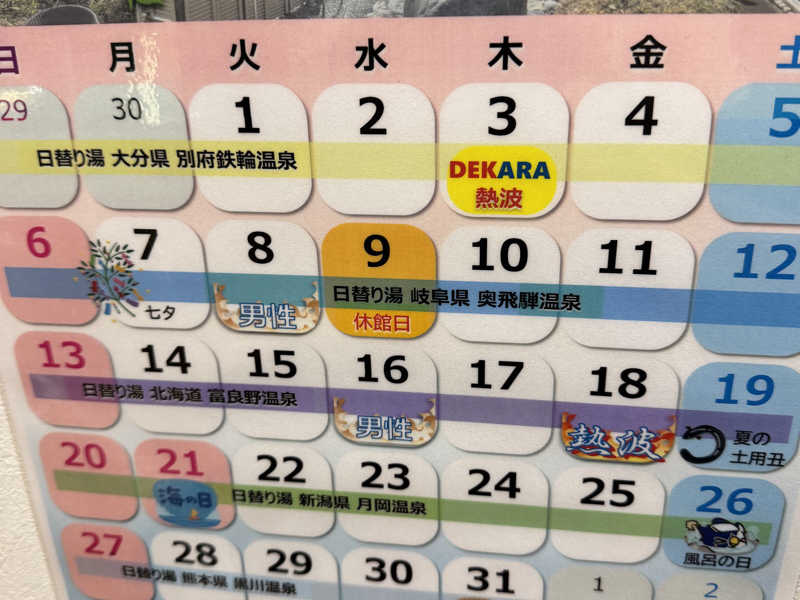 日 月 火 水 木 金 土
29 30 1 2 3 4 5
日替り湯 大分県 別府鉄輪温泉
DEKARA
熱波
6 7 8 9 10 11 12
日替り湯 岐阜県 奥飛騨温泉
七夕 男性 休館日
13 14 15 16 17 18 19
日替り湯 北海道 富良野温泉
男性 熱波 夏の
土用丑
20 21 22 23 24 25 26
海の日 日替り湯 新潟県 月岡温泉
風呂の日
27 28 29 30 31 1 2
日替り湯 熊本県 黒川温泉